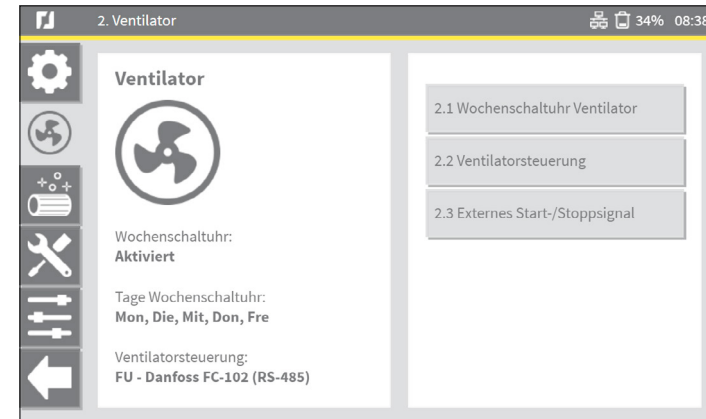 2. Ventilator
34% 08:38
Ventilator
Wochenschaltuhr:
Aktiviert
Tage Wochenschaltuhr:
Mon, Die, Mit, Don, Fre
Ventilatorsteuerung:
FU - Danfoss FC-102 (RS-485)
2.1 Wochenschaltuhr Ventilator
2.2 Ventilatorsteuerung
2.3 Externes Start-/Stoppsignal